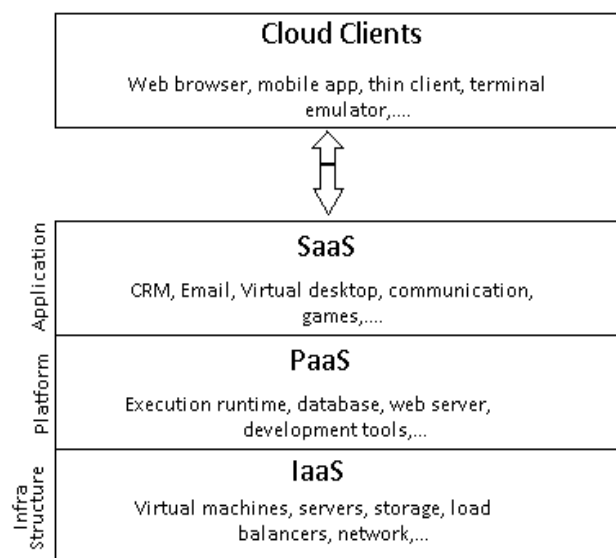 Cloud Clients
Web browser, mobile app, thin client, terminal
emulator,....
Application
SaaS
CRM, Email, Virtual desktop, communication,
games,....
Platform
PaaS
Execution runtime, database, web server,
development tools,...
Infra
Structure
IaaS
Virtual machines, servers, storage, load
balancers, network,...